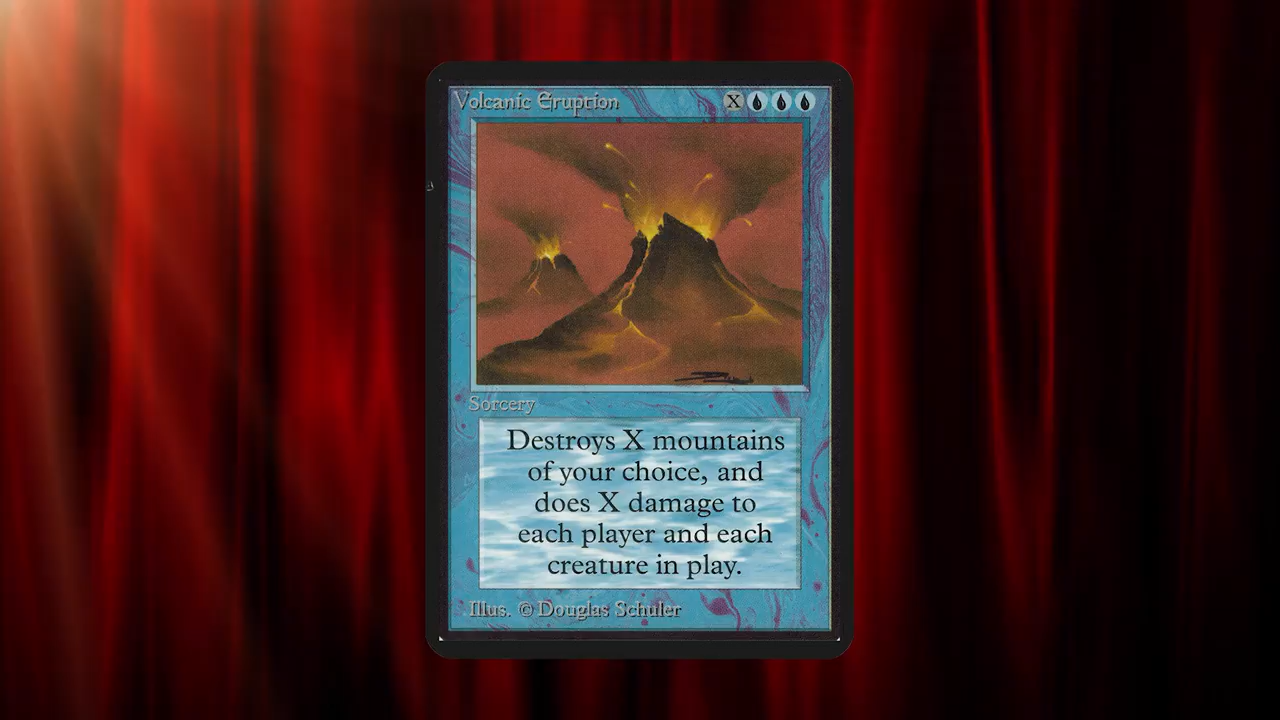 Volcanic Eruption X
Sorcery
Destroys X mountains
of your choice, and
does X damage to
each player and each
creature in play.
Illus. © Douglas Schuler